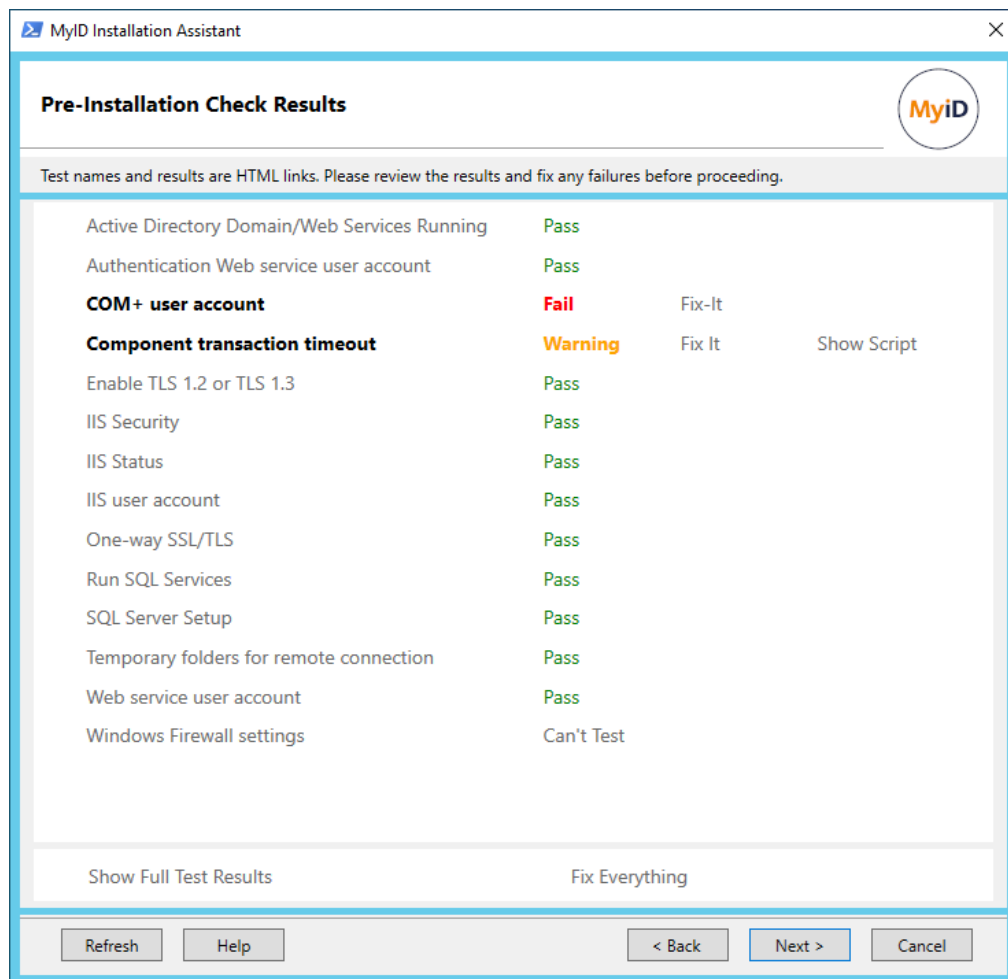 MyID Installation Assistant
Pre-Installation Check Results
MyiD
Test names and results are HTML links. Please review the results and fix any failures before proceeding.
Active Directory Domain/Web Services Running Pass
Authentication Web service user account Pass
COM+ user account Fail Fix-It
Component transaction timeout Warning Fix It Show Script
Enable TLS 1.2 or TLS 1.3 Pass
IIS Security Pass
IIS Status Pass
IIS user account Pass
One-way SSL/TLS Pass
Run SQL Services Pass
SQL Server Setup Pass
Temporary folders for remote connection Pass
Web service user account Pass
Windows Firewall settings Can't Test
Show Full Test Results Fix Everything
Refresh Help < Back Next > Cancel